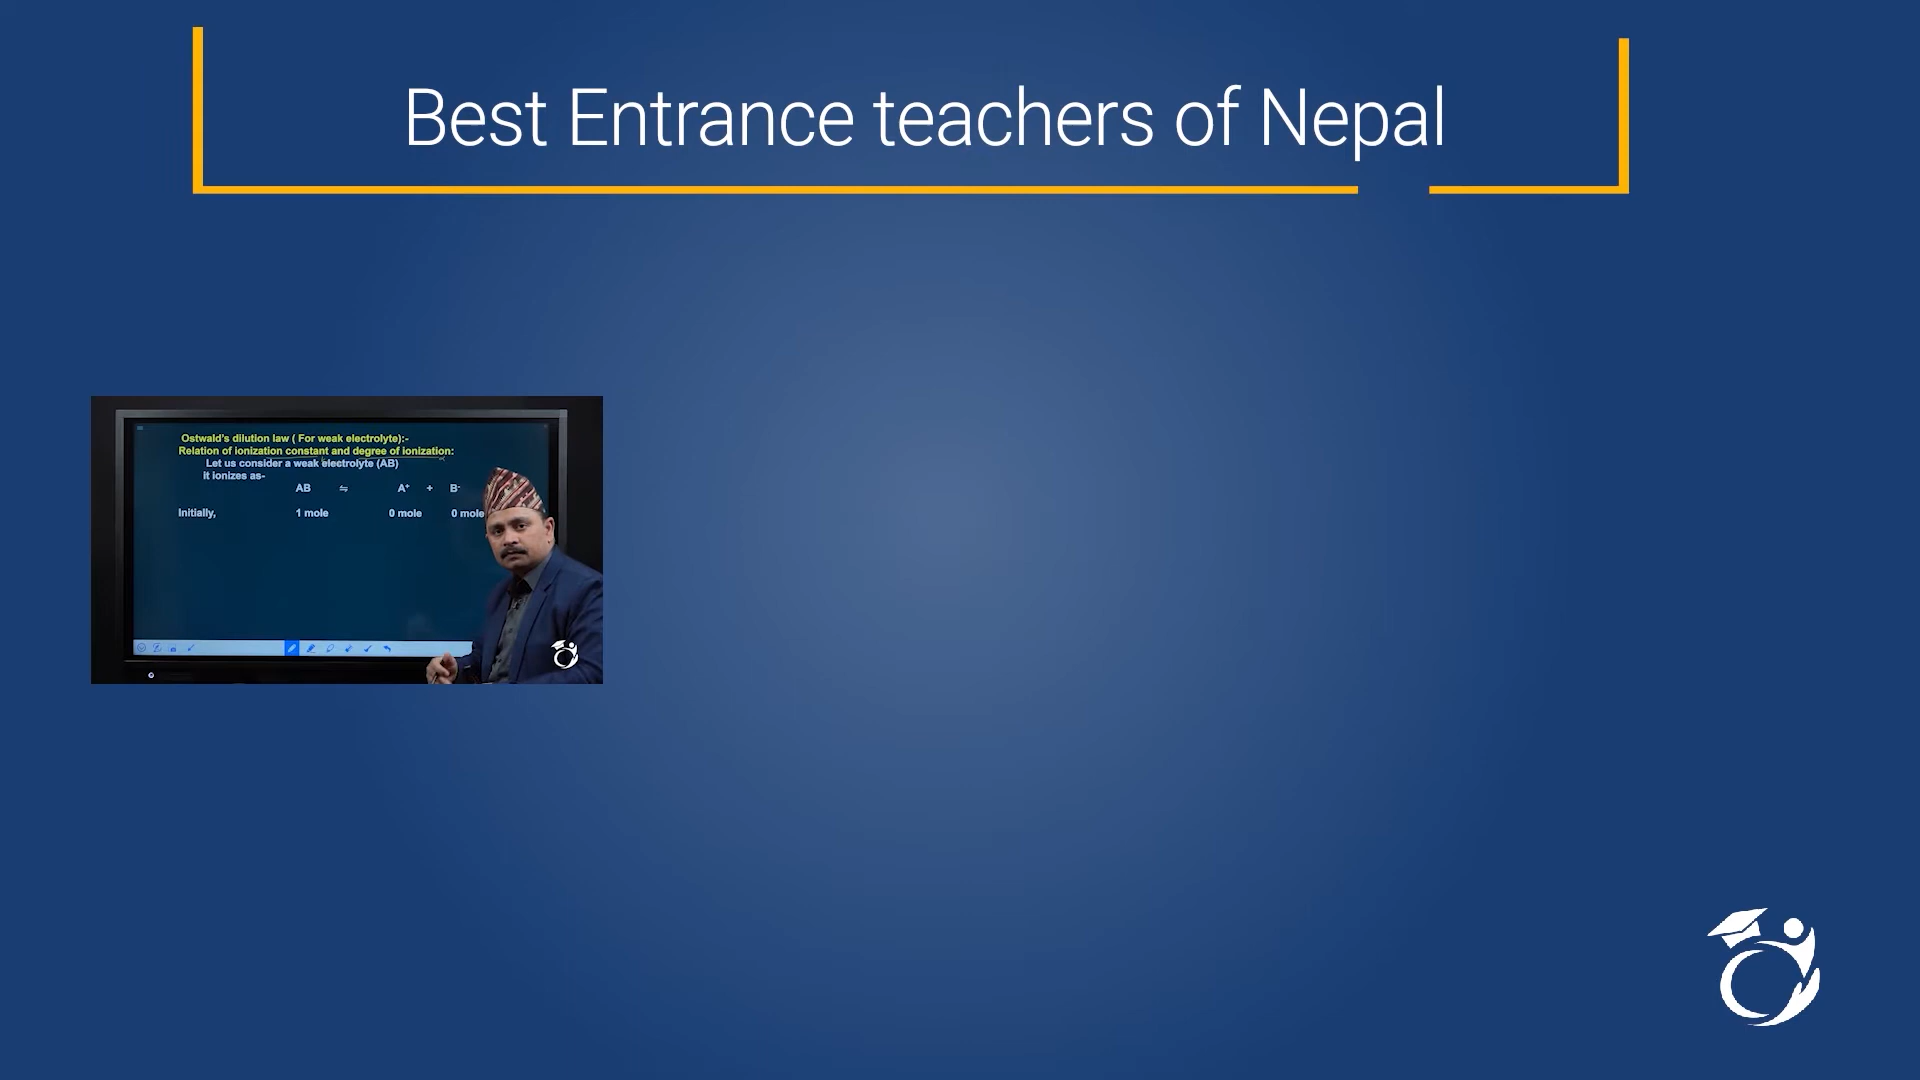 Best Entrance teachers of Nepal
Ostwald's dilution law ( For weak electrolyte):-
Relation of ionization constant and degree of ionization:
Let us consider a weak electrolyte (AB)
It ionizes as-
AB ⇋ A⁺ + B⁻
Initially, 1 mole 0 mole 0 mole